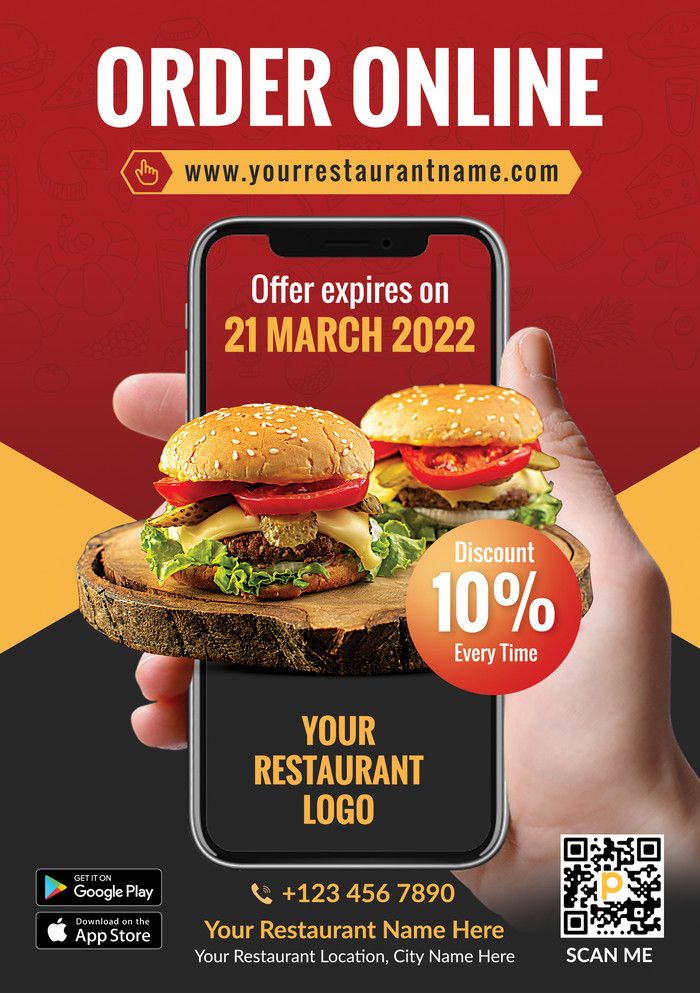 ORDER ONLINE
www.yourrestaurantname.com
Offer expires on
21 MARCH 2022
Discount
10%
Every Time
YOUR
RESTAURANT
LOGO
GET IT ON
Google Play
Download on the
App Store
+123 456 7890
Your Restaurant Name Here
Your Restaurant Location, City Name Here
P
SCAN ME